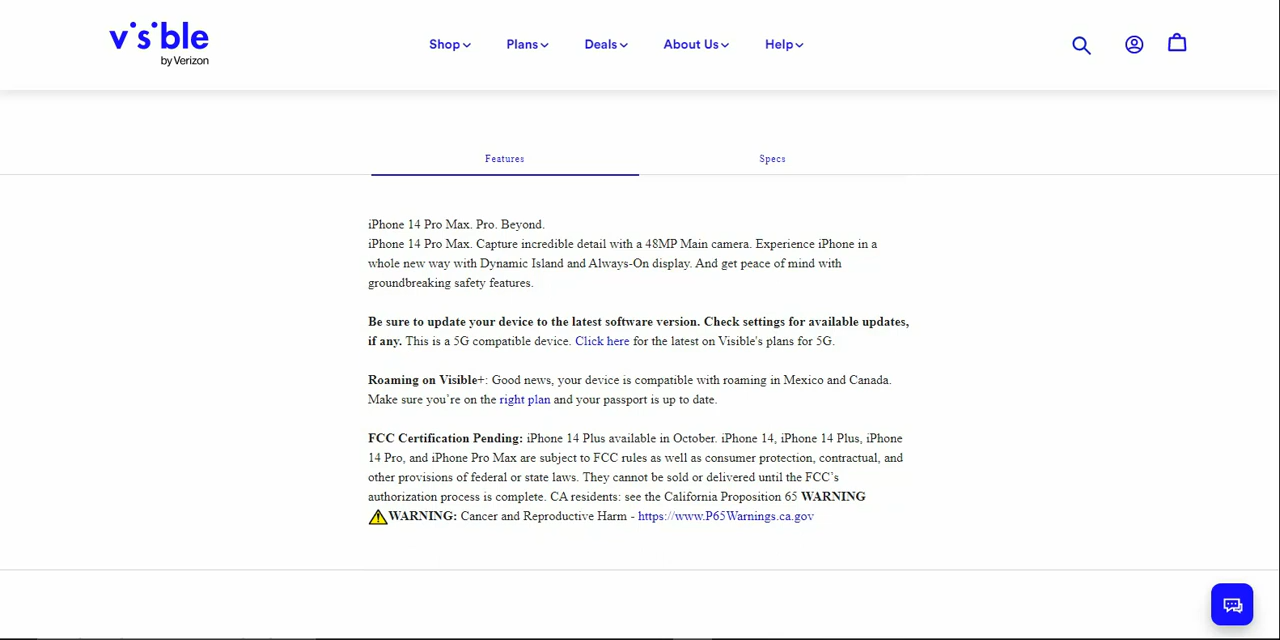 visible
by Verizon
Shop
Plans
Deals
About Us
Help
Features
Specs
iPhone 14 Pro Max. Pro. Beyond.
iPhone 14 Pro Max. Capture incredible detail with a 48MP Main camera. Experience iPhone in a
whole new way with Dynamic Island and Always-On display. And get peace of mind with
groundbreaking safety features.
Be sure to update your device to the latest software version. Check settings for available updates,
if any. This is a 5G compatible device. Click here for the latest on Visible's plans for 5G.
Roaming on Visible+: Good news, your device is compatible with roaming in Mexico and Canada.
Make sure you’re on the right plan and your passport is up to date.
FCC Certification Pending: iPhone 14 Plus available in October. iPhone 14, iPhone 14 Plus, iPhone
14 Pro, and iPhone Pro Max are subject to FCC rules as well as consumer protection, contractual, and
other provisions of federal or state laws. They cannot be sold or delivered until the FCC’s
authorization process is complete. CA residents: see the California Proposition 65 WARNING
WARNING: Cancer and Reproductive Harm - https://www.P65Warnings.ca.gov